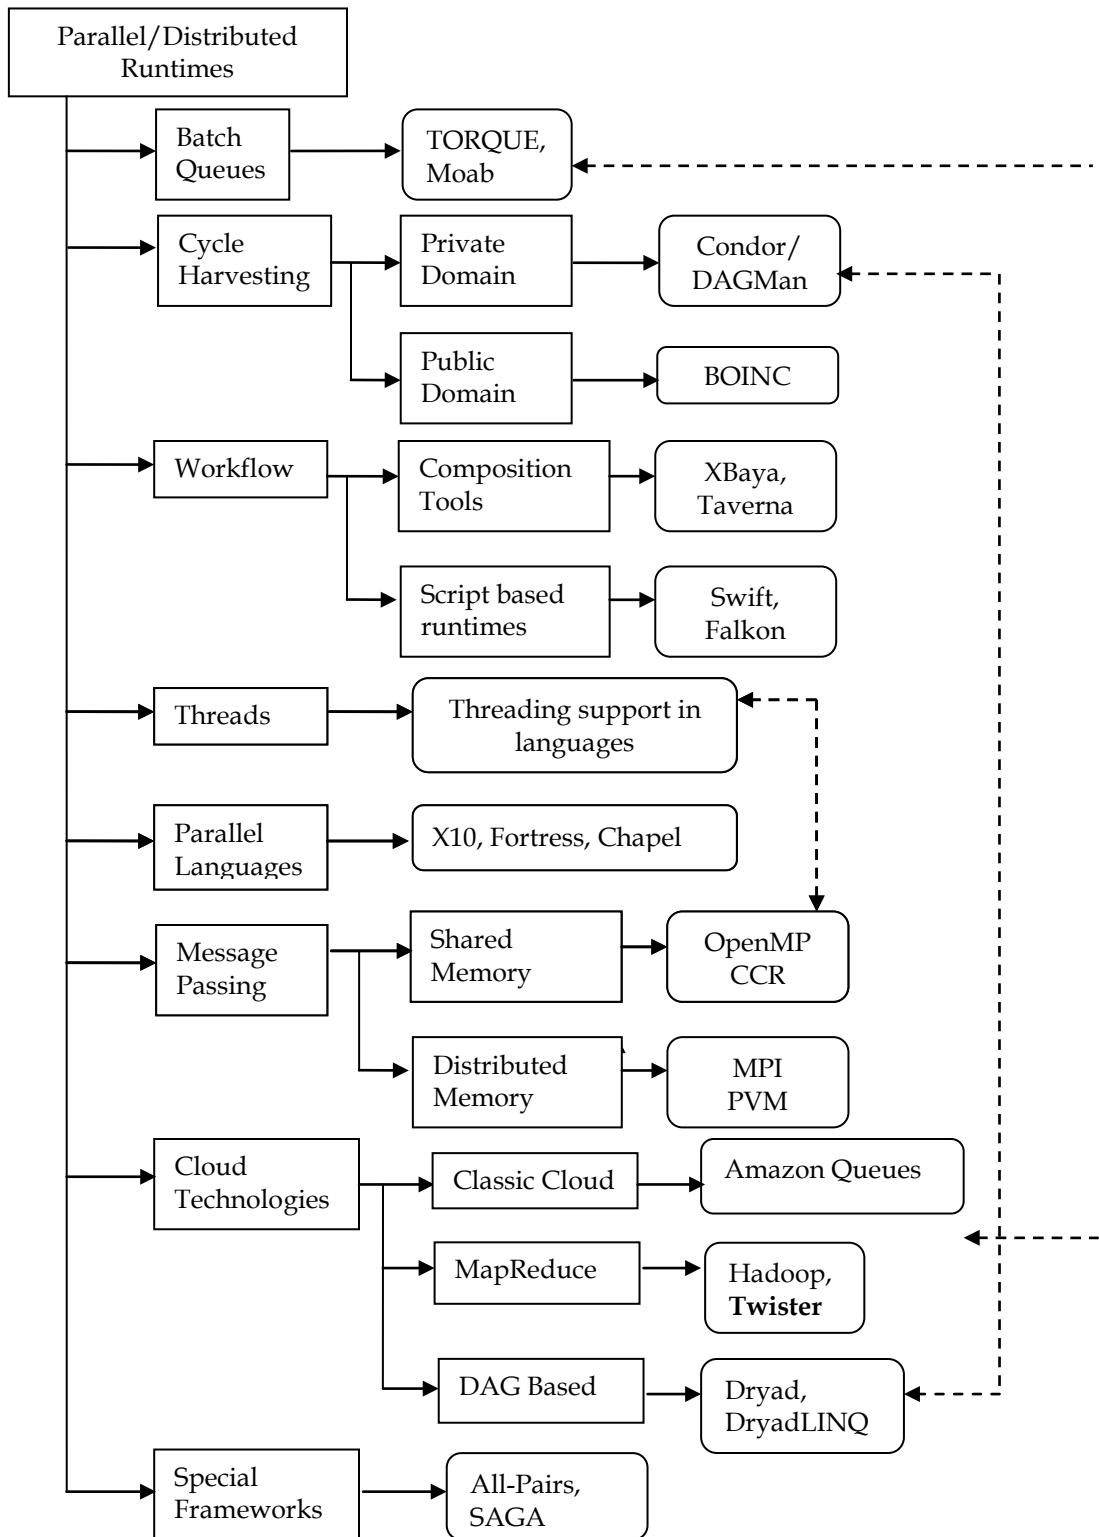 Parallel/Distributed
Runtimes
Batch
Queues
TORQUE,
Moab
Cycle
Harvesting
Private
Domain
Condor/
DAGMan
Public
Domain
BOINC
Workflow
Composition
Tools
XBaya,
Taverna
Script based
runtimes
Swift,
Falkon
Threads
Threading support in
languages
Parallel
Languages
X10, Fortress, Chapel
Message
Passing
Shared
Memory
OpenMP
CCR
Distributed
Memory
MPI
PVM
Cloud
Technologies
Classic Cloud
Amazon Queues
MapReduce
Hadoop,
Twister
DAG Based
Dryad,
DryadLINQ
Special
Frameworks
All-Pairs,
SAGA